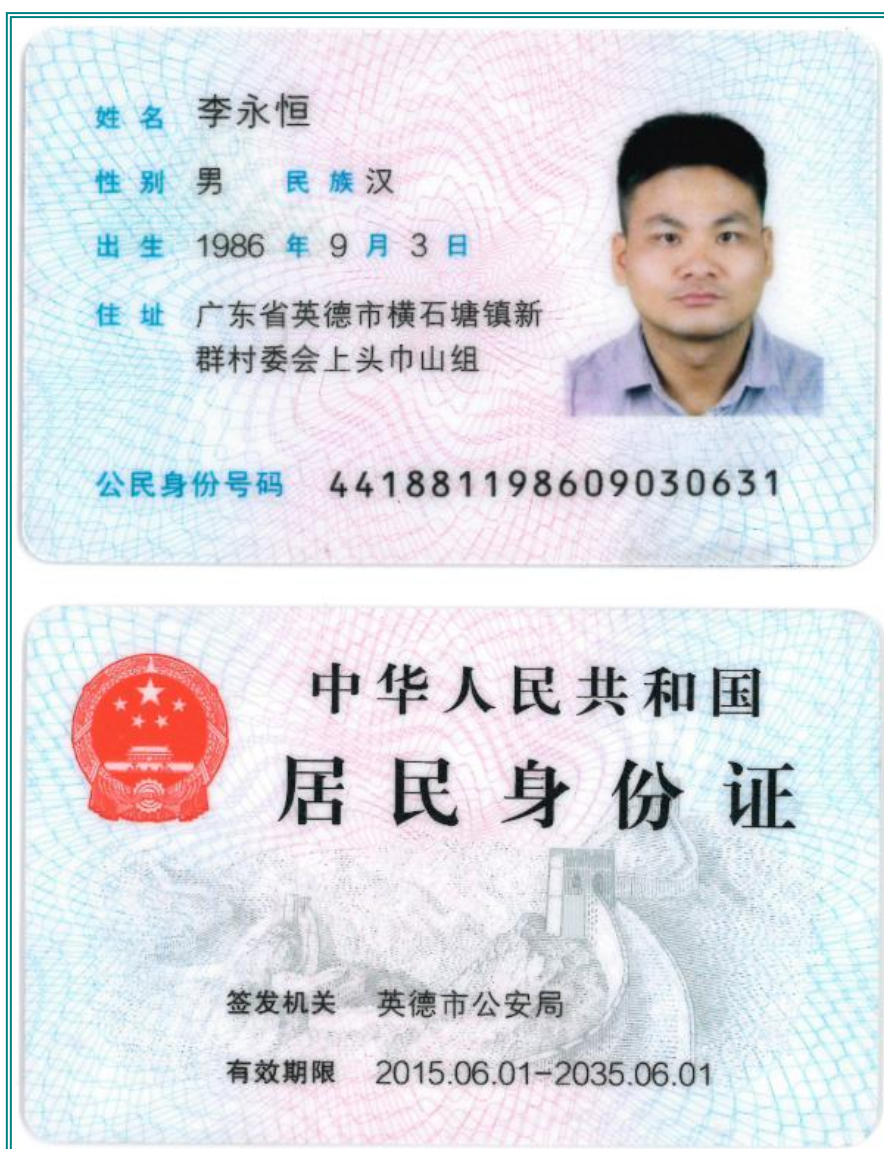 姓名 李永恒
性别 男 民族 汉
出生 1986 年 9 月 3 日
住址 广东省英德市横石塘镇新
群村委会上头巾山组
公民身份号码 441881198609030631
中华人民共和国
居民身份证
签发机关 英德市公安局
有效期限 2015.06.01-2035.06.01